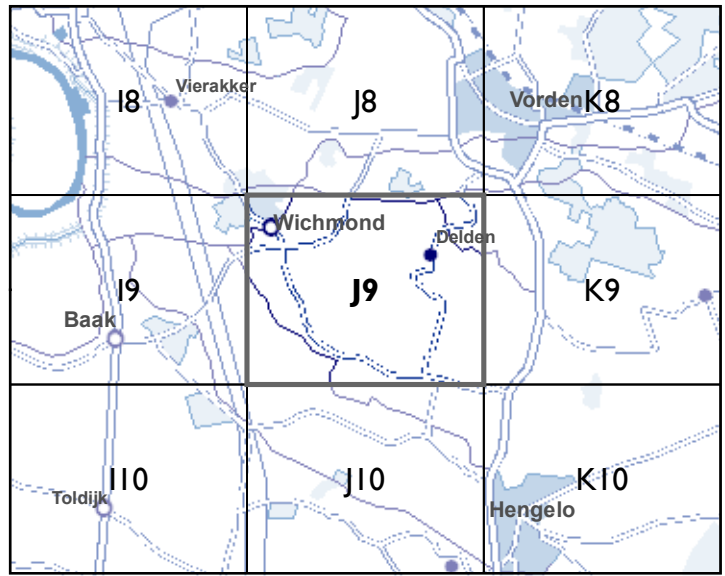 Vierakker
I8
J8
Vorden
K8
Wichmond
Delden
I9
J9
K9
Baak
I10
J10
K10
Toldijk
Hengelo